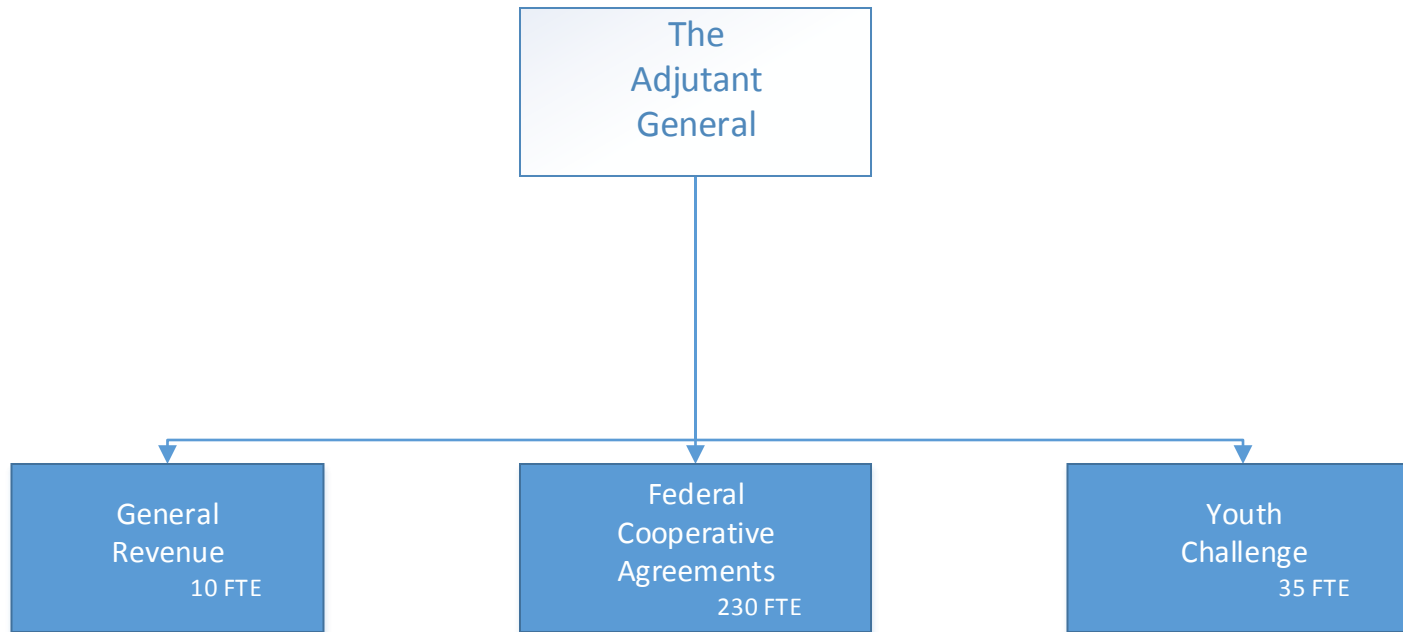 The
Adjutant
General
General
Revenue
10 FTE
Federal
Cooperative
Agreements
230 FTE
Youth
Challenge
35 FTE